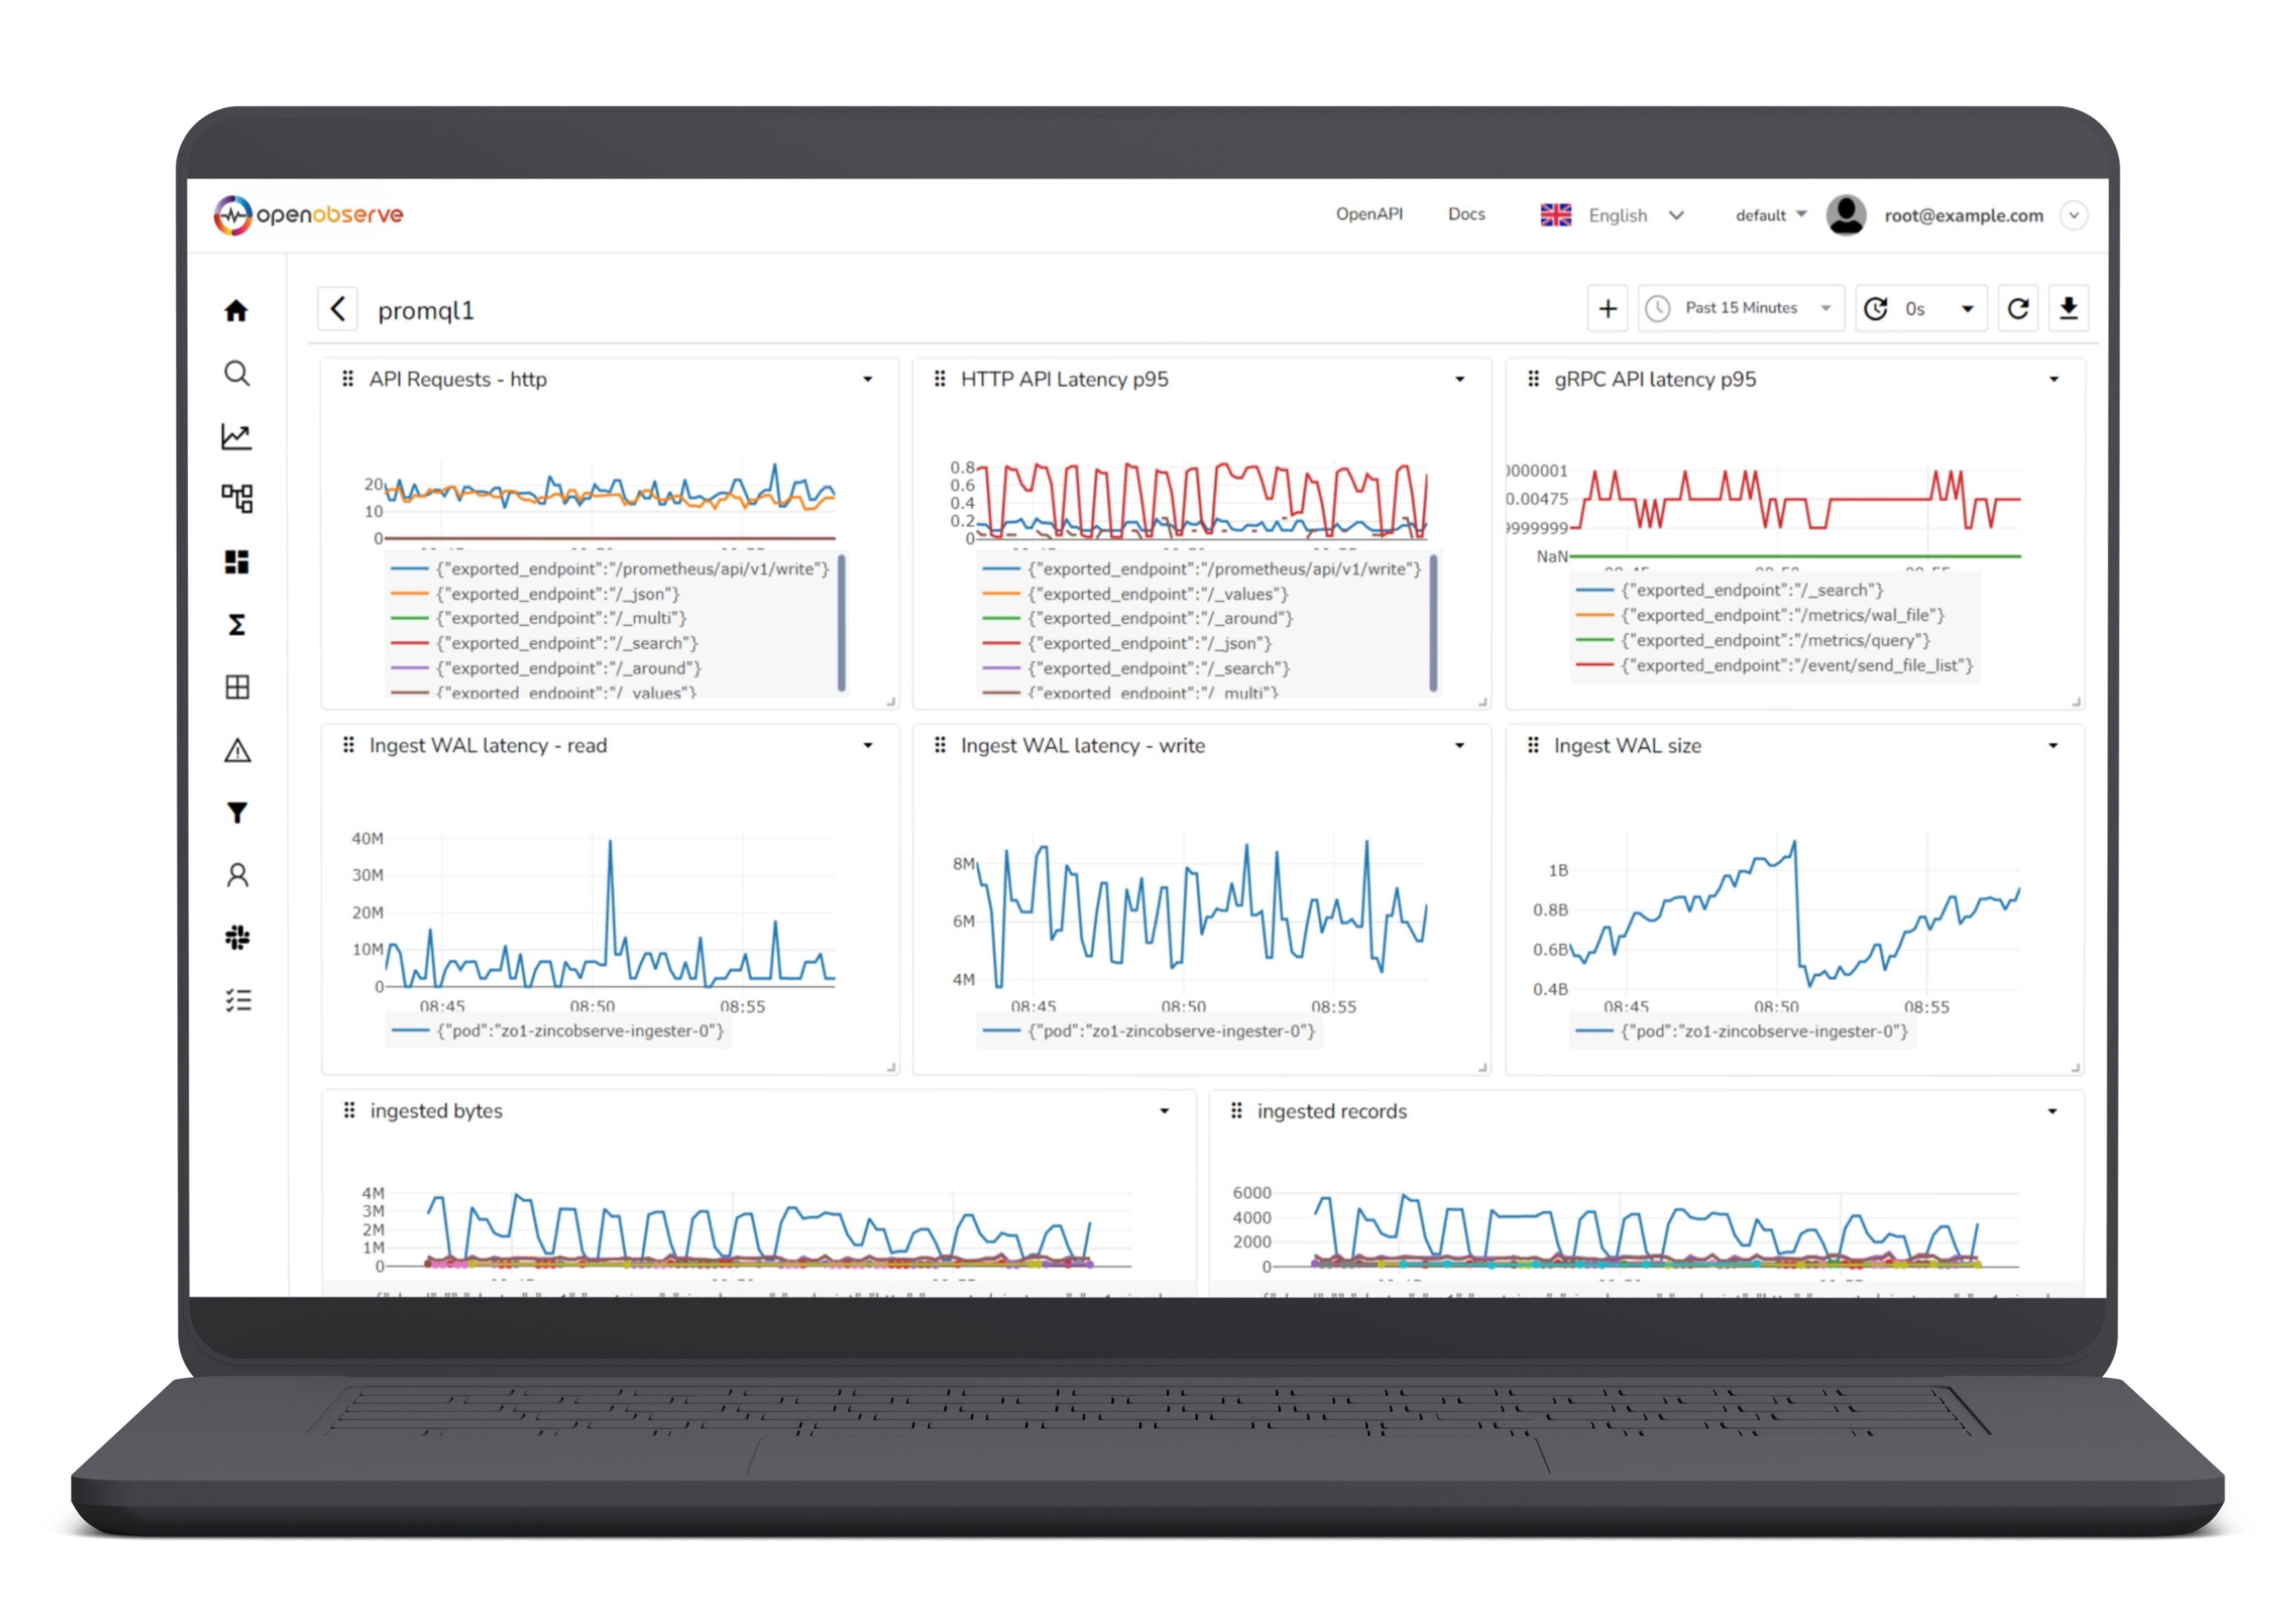 openobserve
OpenAPI Docs English default root@example.com
promql1
Past 15 Minutes 0s
API Requests - http
20
10
0
{"exported_endpoint":"/prometheus/api/v1/write"}
{"exported_endpoint":"/_json"}
{"exported_endpoint":"/_multi"}
{"exported_endpoint":"/_search"}
{"exported_endpoint":"/_around"}
{"exported_endpoint":"/_values"}
HTTP API Latency p95
0.8
0.6
0.4
0.2
0
{"exported_endpoint":"/prometheus/api/v1/write"}
{"exported_endpoint":"/_values"}
{"exported_endpoint":"/_around"}
{"exported_endpoint":"/_json"}
{"exported_endpoint":"/_search"}
{"exported_endpoint":"/_multi"}
gRPC API latency p95
0000001
0.00475
9999999
NaN
{"exported_endpoint":"/_search"}
{"exported_endpoint":"/metrics/wal_file"}
{"exported_endpoint":"/metrics/query"}
{"exported_endpoint":"/event/send_file_list"}
Ingest WAL latency - read
40M
30M
20M
10M
0
08:45 08:50 08:55
{"pod":"zo1-zincobserve-ingester-0"}
Ingest WAL latency - write
8M
6M
4M
08:45 08:50 08:55
{"pod":"zo1-zincobserve-ingester-0"}
Ingest WAL size
1B
0.8B
0.6B
0.4B
08:45 08:50 08:55
{"pod":"zo1-zincobserve-ingester-0"}
ingested bytes
4M
3M
2M
1M
0
ingested records
6000
4000
2000
0